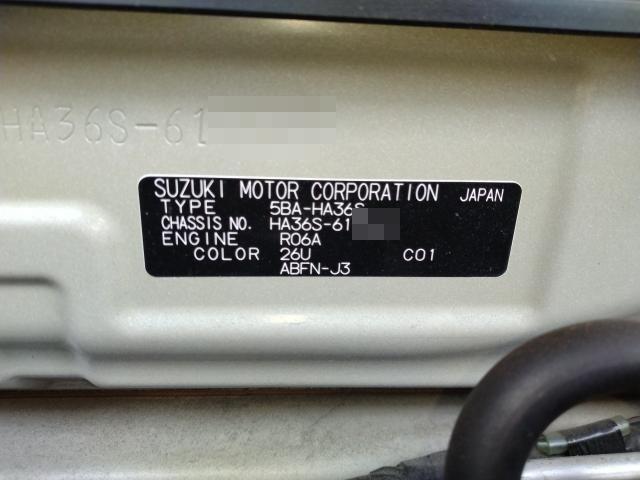 HA36S-61
SUZUKI MOTOR CORPORATION JAPAN
TYPE 5BA-HA36S
CHASSIS NO. HA36S-61
ENGINE R06A
COLOR 26U C01
ABFN-J3